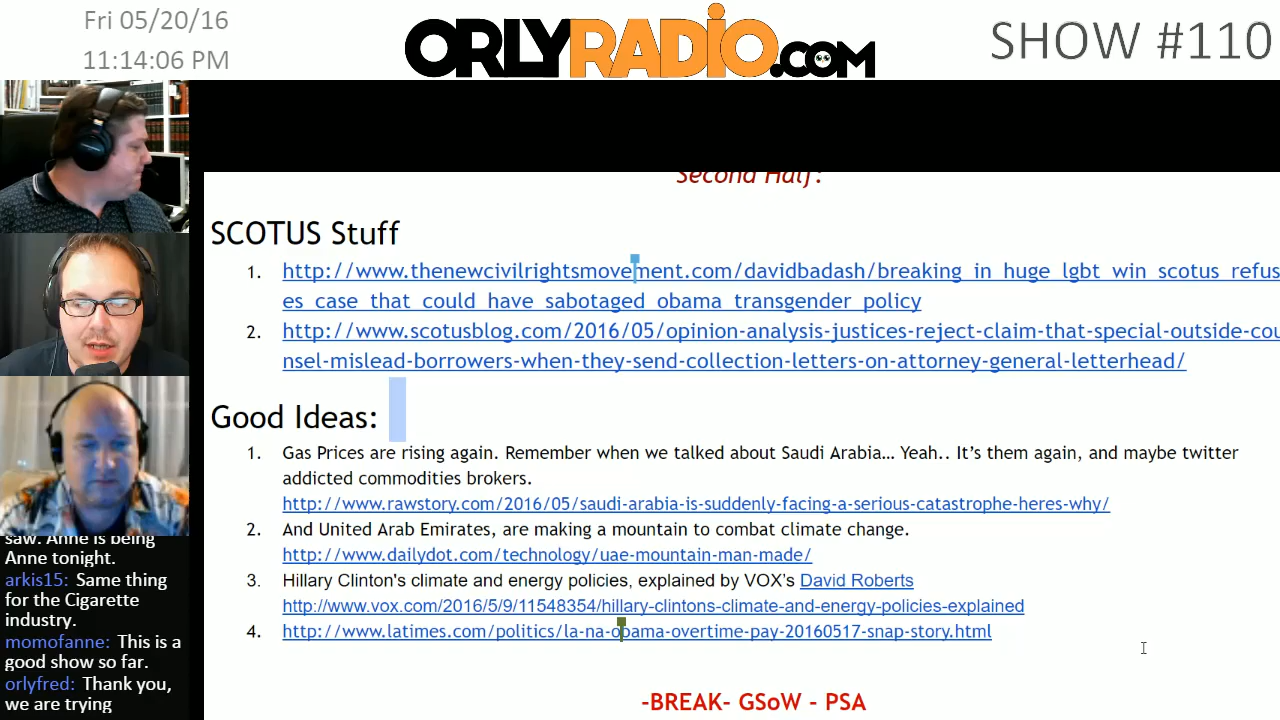 Fri 05/20/16
11:14:06 PM
ORLYRADIO.COM
SHOW #110
Second Half:
SCOTUS Stuff
1. http://www.thenewcivilrightsmovement.com/davidbadash/breaking_in_huge_lgbt_win_scotus_refus
es_case_that_could_have_sabotaged_obama_transgender_policy
2. http://www.scotusblog.com/2016/05/opinion-analysis-justices-reject-claim-that-special-outside-cou
nsel-mislead-borrowers-when-they-send-collection-letters-on-attorney-general-letterhead/
Good Ideas:
1. Gas Prices are rising again. Remember when we talked about Saudi Arabia… Yeah.. It’s them again, and maybe twitter
addicted commodities brokers.
http://www.rawstory.com/2016/05/saudi-arabia-is-suddenly-facing-a-serious-catastrophe-heres-why/
2. And United Arab Emirates, are making a mountain to combat climate change.
http://www.dailydot.com/technology/uae-mountain-man-made/
3. Hillary Clinton's climate and energy policies, explained by VOX’s David Roberts
http://www.vox.com/2016/5/9/11548354/hillary-clintons-climate-and-energy-policies-explained
4. http://www.latimes.com/politics/la-na-obama-overtime-pay-20160517-snap-story.html
-BREAK- GSoW - PSA
saw. Anne is being
Anne tonight.
arkis15: Same thing
for the Cigarette
industry.
momofanne: This is a
good show so far.
orlyfred: Thank you,
we are trying